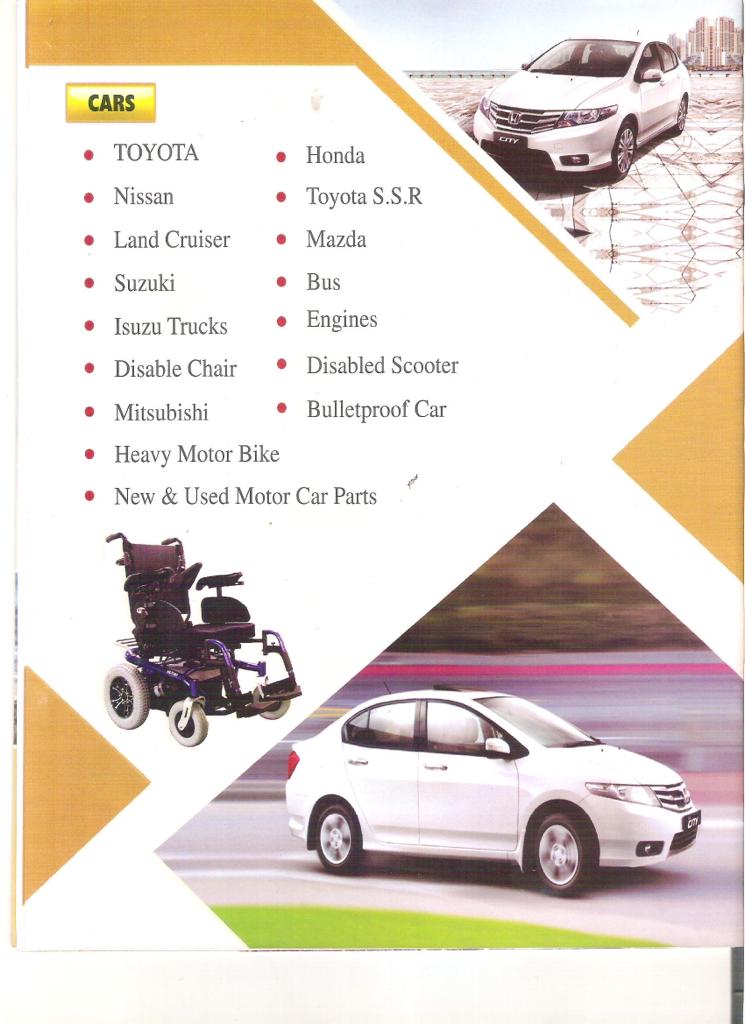 CARS
TOYOTA
Nissan
Land Cruiser
Suzuki
Isuzu Trucks
Disable Chair
Mitsubishi
Heavy Motor Bike
New & Used Motor Car Parts
Honda
Toyota S.S.R
Mazda
Bus
Engines
Disabled Scooter
Bulletproof Car
CITY
CITY